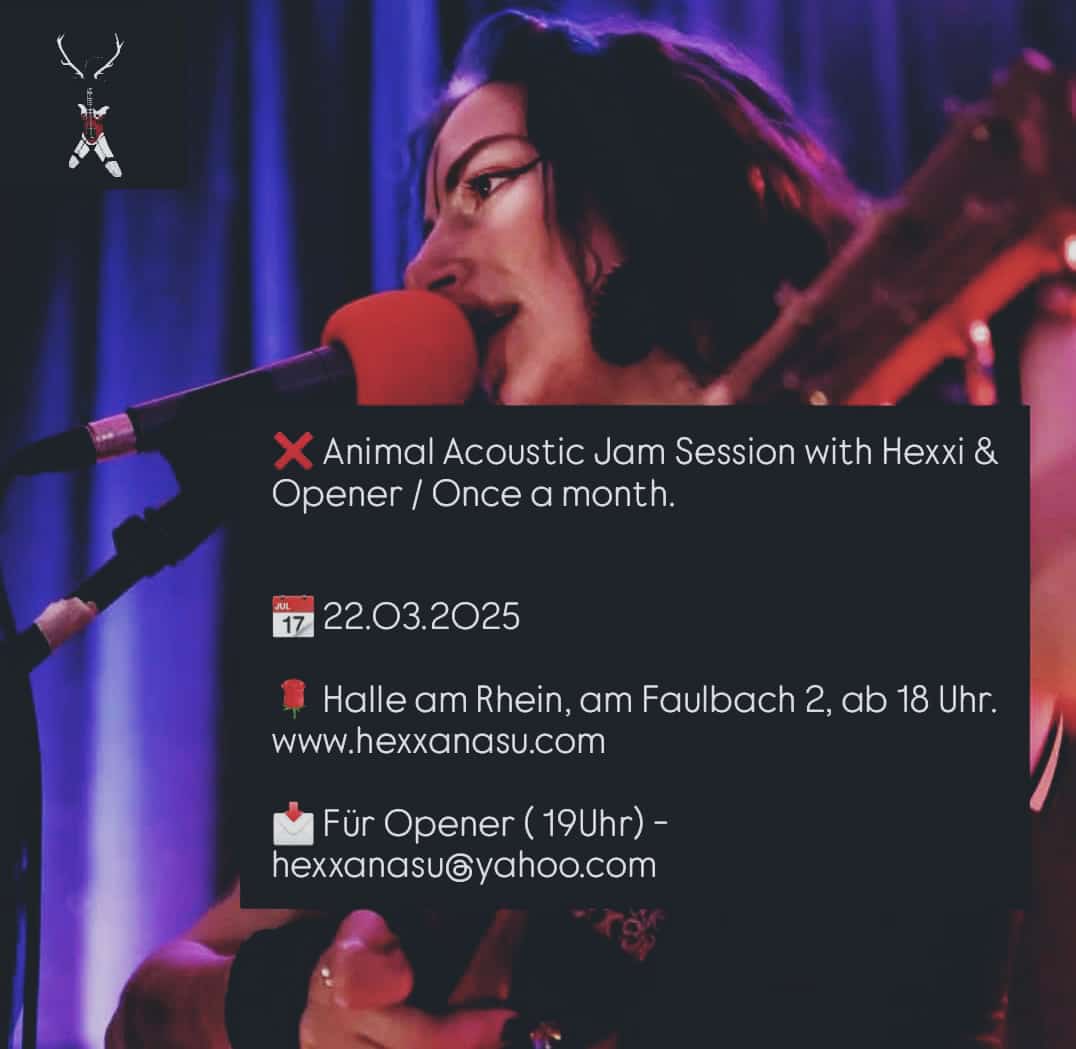 ❌ Animal Acoustic Jam Session with Hexxi &
Opener / Once a month.
📅 22.03.2025
🌹 Halle am Rhein, am Faulbach 2, ab 18 Uhr.
www.hexxanasu.com
📩 Für Opener ( 19Uhr) -
hexxanasu@yahoo.com